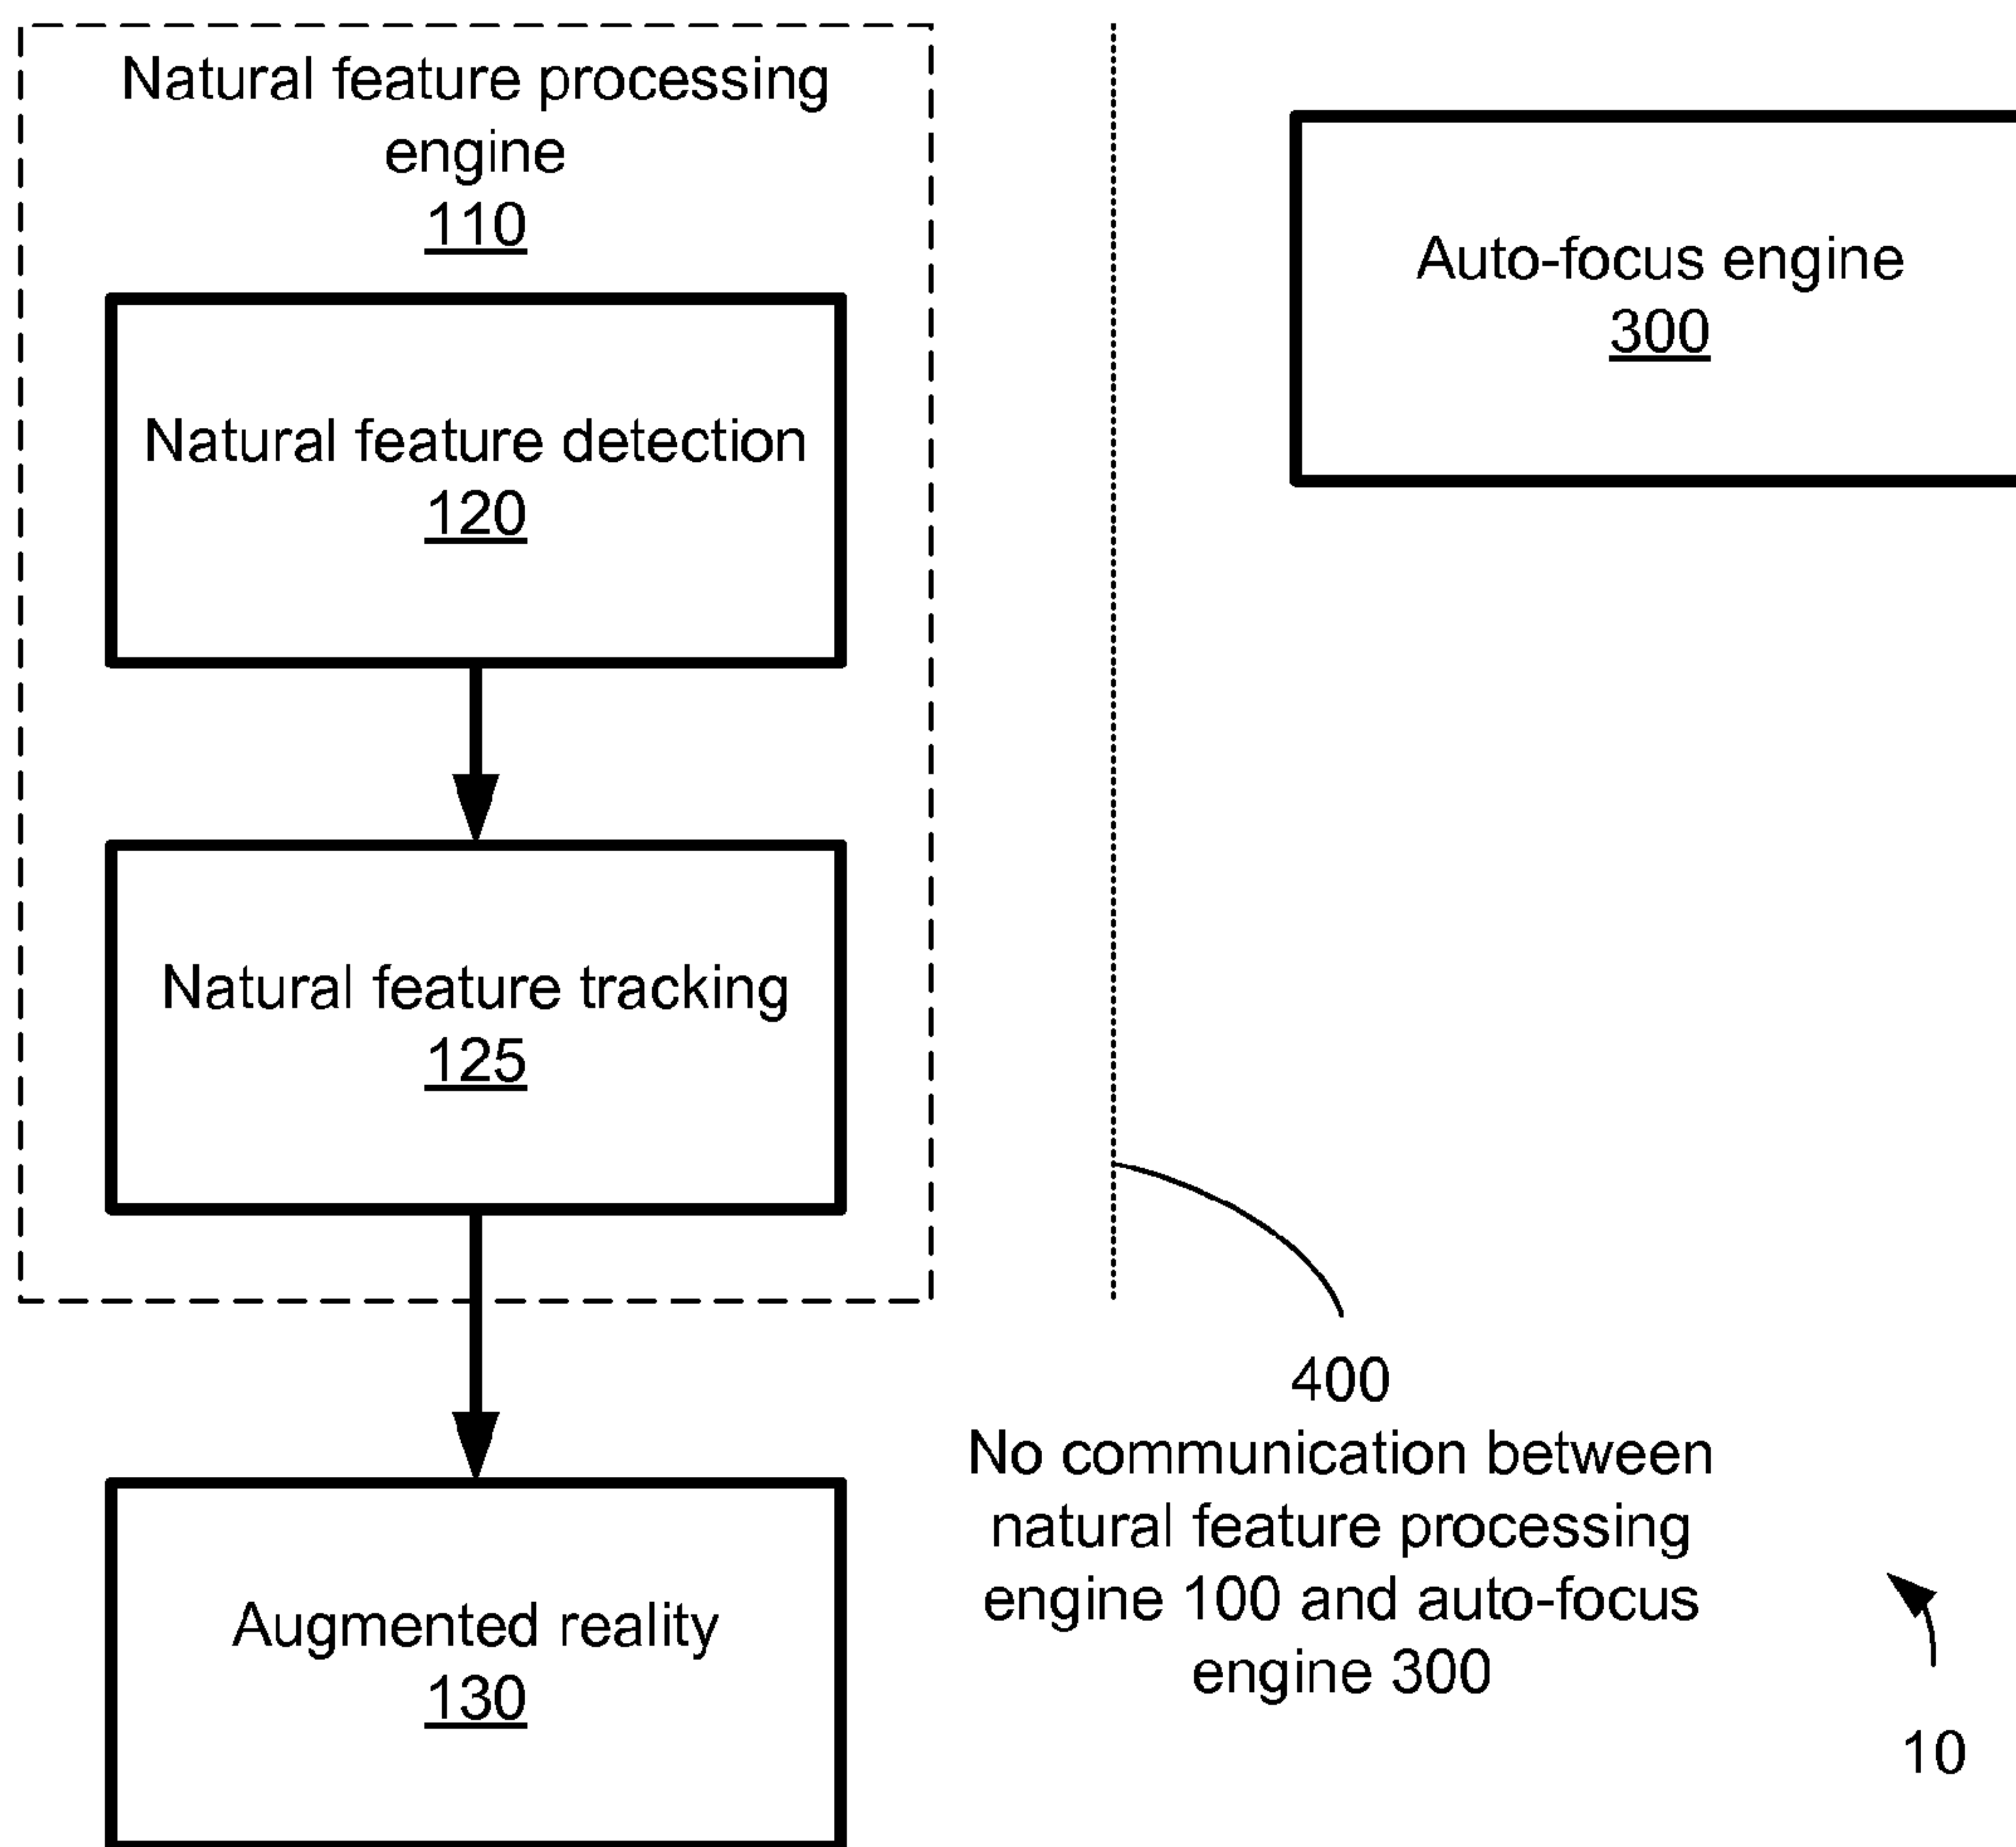 Natural feature processing
engine
110
Auto-focus engine
300
Natural feature detection
120
Natural feature tracking
125
400
No communication between
natural feature processing
engine 100 and auto-focus
engine 300
Augmented reality
130
10